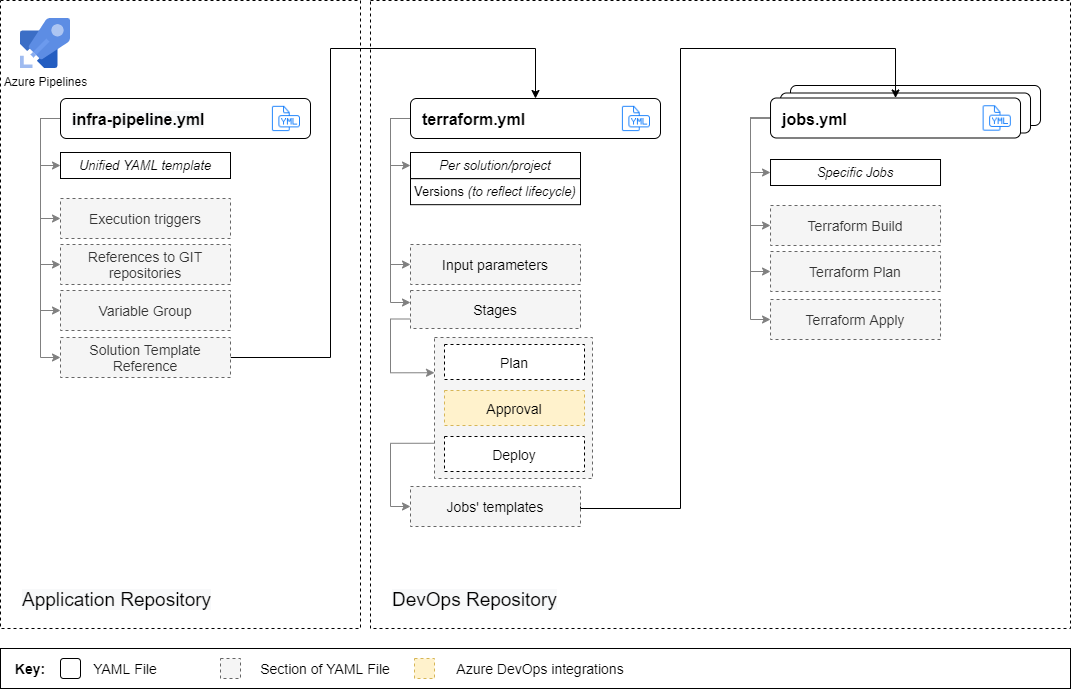 Azure Pipelines
infra-pipeline.yml
YML
Unified YAML template
Execution triggers
References to GIT
repositories
Variable Group
Solution Template
Reference
Application Repository
terraform.yml
YML
Per solution/project
Versions (to reflect lifecycle)
Input parameters
Stages
Plan
Approval
Deploy
Jobs' templates
DevOps Repository
jobs.yml
YML
Specific Jobs
Terraform Build
Terraform Plan
Terraform Apply
Key:
YAML File
Section of YAML File
Azure DevOps integrations